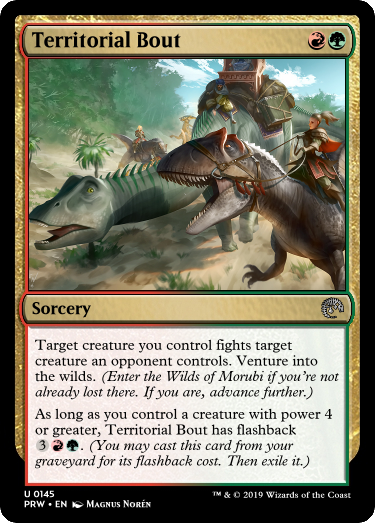 Territorial Bout
Sorcery
Target creature you control fights target
creature an opponent controls. Venture into
the wilds. (Enter the Wilds of Morubi if you're not
already lost there. If you are, advance further.)
As long as you control a creature with power 4
or greater, Territorial Bout has flashback
3. (You may cast this card from your
graveyard for its flashback cost. Then exile it.)
U 0145
PRW • EN Magnus Norén
™ & © 2019 Wizards of the Coast